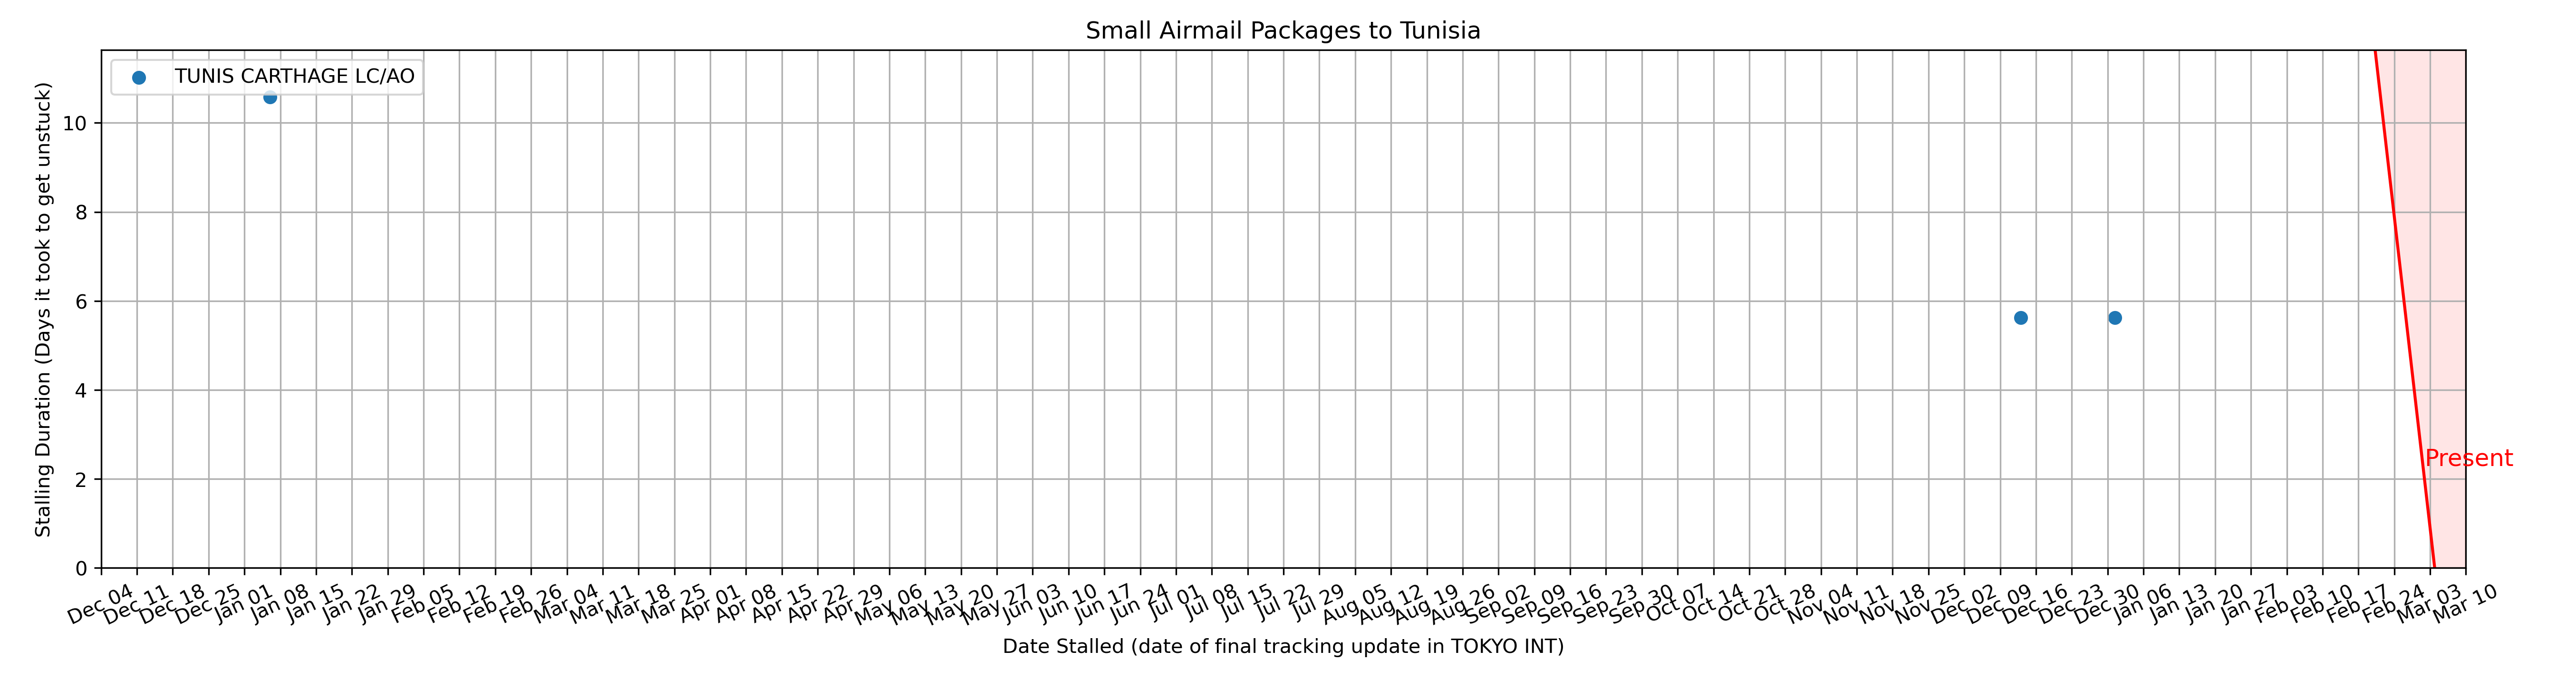 Small Airmail Packages to Tunisia
TUNIS CARTHAGE LC/AO
Stalling Duration (Days it took to get unstuck)
10
8
6
4
2
0
Present
Dec 04
Dec 11
Dec 18
Dec 25
Jan 01
Jan 08
Jan 15
Jan 22
Jan 29
Feb 05
Feb 12
Feb 19
Feb 26
Mar 04
Mar 11
Mar 18
Mar 25
Apr 01
Apr 08
Apr 15
Apr 22
Apr 29
May 06
May 13
May 20
May 27
Jun 03
Jun 10
Jun 17
Jun 24
Jul 01
Jul 08
Jul 15
Jul 22
Jul 29
Aug 05
Aug 12
Aug 19
Aug 26
Sep 02
Sep 09
Sep 16
Sep 23
Sep 30
Oct 07
Oct 14
Oct 21
Oct 28
Nov 04
Nov 11
Nov 18
Nov 25
Dec 02
Dec 09
Dec 16
Dec 23
Dec 30
Jan 06
Jan 13
Jan 20
Jan 27
Feb 03
Feb 10
Feb 17
Feb 24
Mar 03
Mar 10
Date Stalled (date of final tracking update in TOKYO INT)